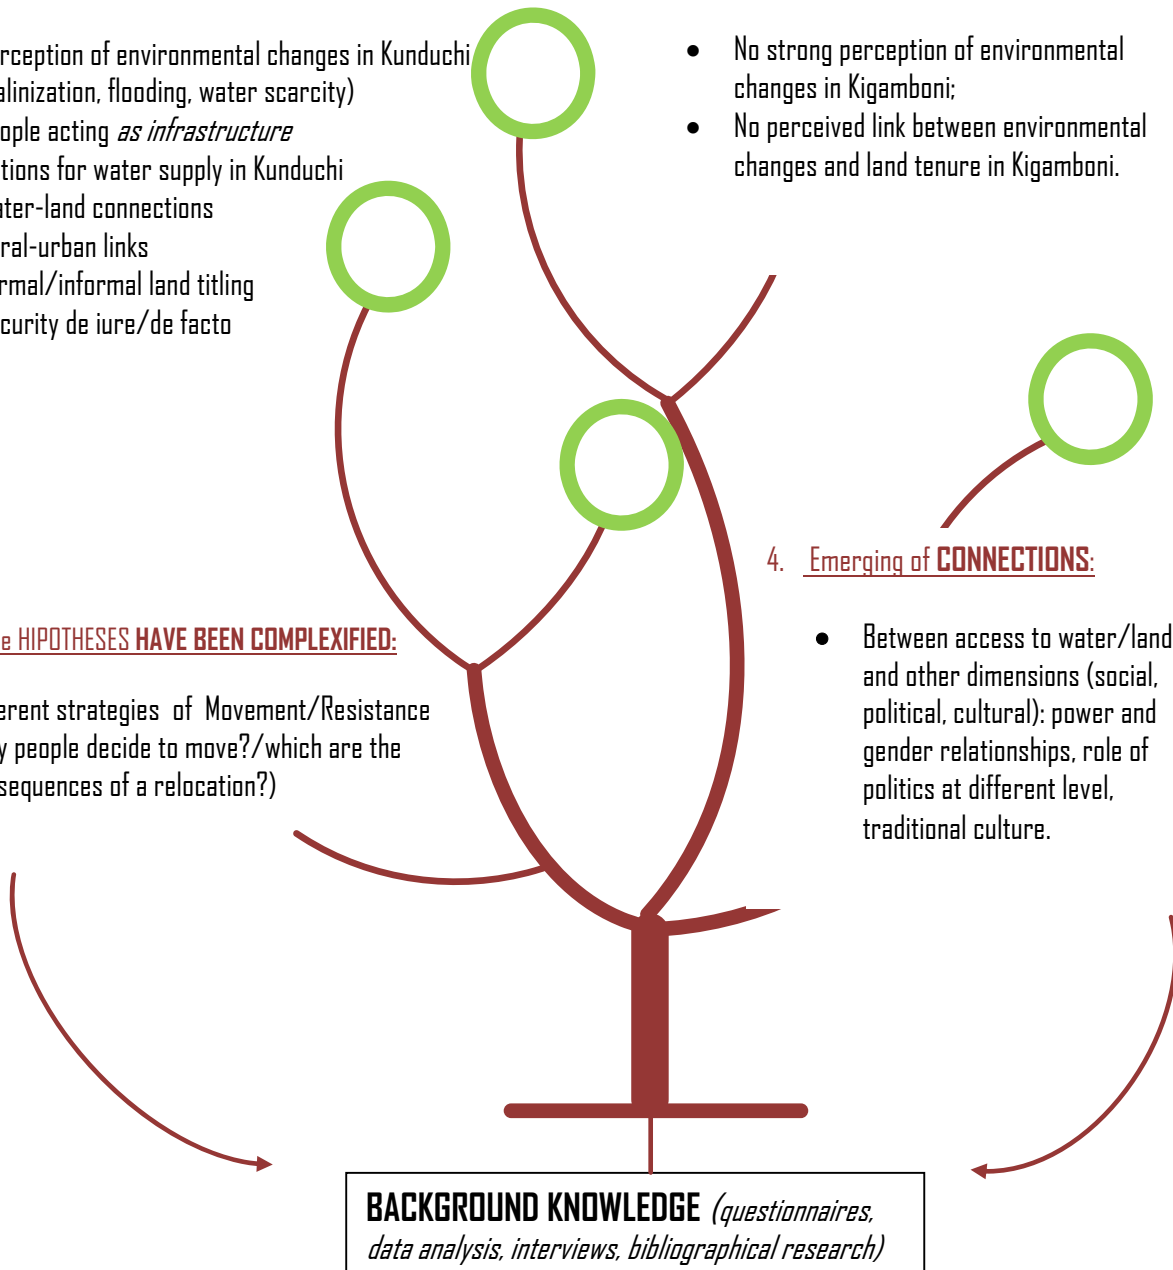 rception of environmental changes in Kunduchi
alinization, flooding, water scarcity)
ople acting as infrastructure
tions for water supply in Kunduchi
ater-land connections
ral-urban links
rmal/informal land titling
curity de iure/de facto
● No strong perception of environmental
changes in Kigamboni;
● No perceived link between environmental
changes and land tenure in Kigamboni.
e HIPOTHESES HAVE BEEN COMPLEXIFIED:
erent strategies of Movement/Resistance
y people decide to move?/which are the
sequences of a relocation?)
4. Emerging of CONNECTIONS:
● Between access to water/land
and other dimensions (social,
political, cultural): power and
gender relationships, role of
politics at different level,
traditional culture.
BACKGROUND KNOWLEDGE (questionnaires,
data analysis, interviews, bibliographical research)